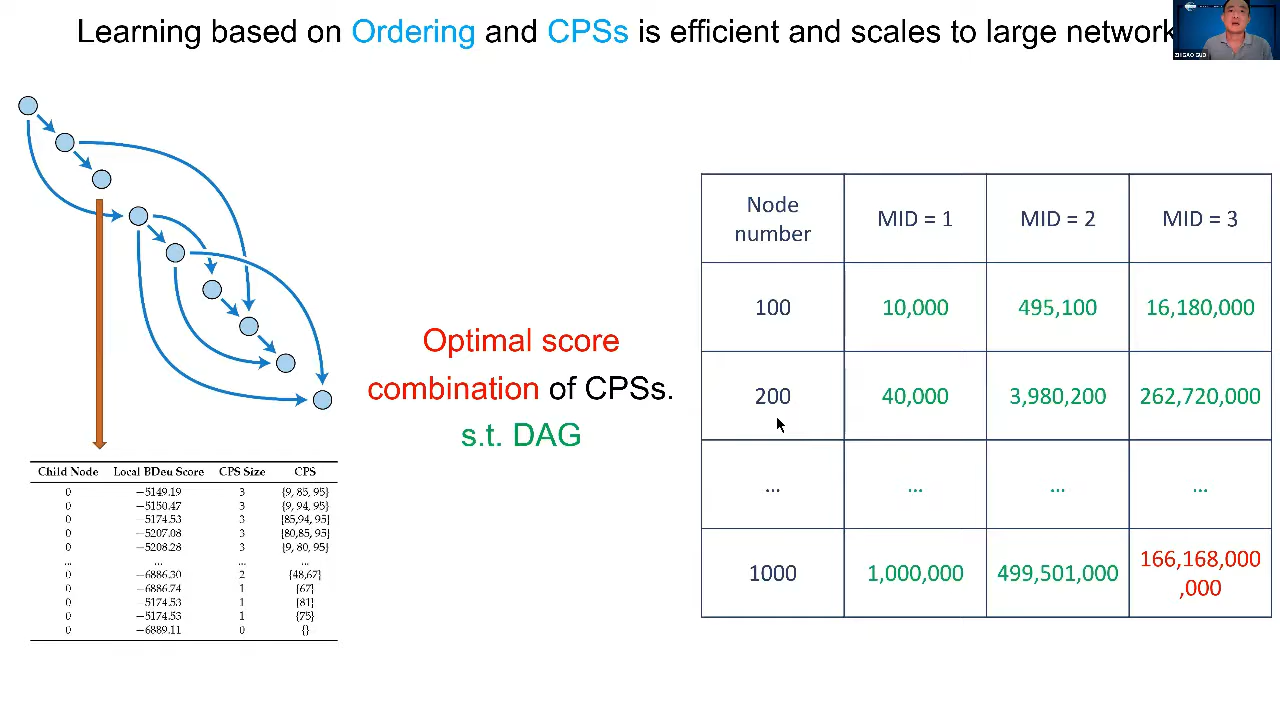 Learning based on Ordering and CPSs is efficient and scales to large network
ZHIGAO GUO
Optimal score
combination of CPSs.
s.t. DAG
Child Node Local BDeu Score CPS Size CPS
0 −5149.19 3 {9, 85, 95}
0 −5150.47 3 {9, 94, 95}
0 −5174.53 3 {85,94, 95}
0 −5207.08 3 {80,85, 95}
0 −5208.28 3 {9, 80, 95}
... ... ... ...
0 −6886.30 2 {48,67}
0 −6886.74 1 {67}
0 −5174.53 1 {81}
0 −5174.53 1 {75}
0 −6889.11 0 {}
Node
number MID = 1 MID = 2 MID = 3
100 10,000 495,100 16,180,000
200 40,000 3,980,200 262,720,000
... ... ... ...
1000 1,000,000 499,501,000 166,168,000
,000